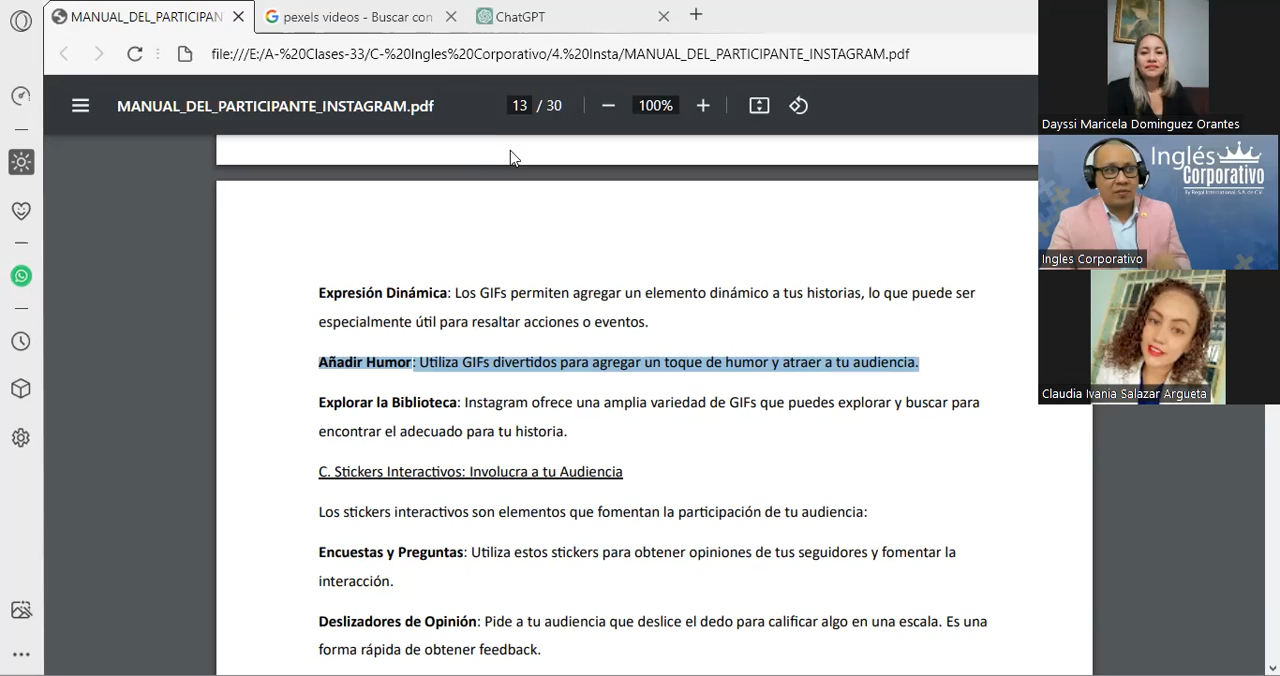 MANUAL_DEL_PARTICIPAN
pexels videos - Buscar con
ChatGPT
file:///E:/A-%20Clases-33/C-%20Ingles%20Corporativo/4.%20Insta/MANUAL_DEL_PARTICIPANTE_INSTAGRAM.pdf
MANUAL_DEL_PARTICIPANTE_INSTAGRAM.pdf
13 / 30
100%
Expresión Dinámica: Los GIFs permiten agregar un elemento dinámico a tus historias, lo que puede ser
especialmente útil para resaltar acciones o eventos.
Añadir Humor: Utiliza GIFs divertidos para agregar un toque de humor y atraer a tu audiencia.
Explorar la Biblioteca: Instagram ofrece una amplia variedad de GIFs que puedes explorar y buscar para
encontrar el adecuado para tu historia.
C. Stickers Interactivos: Involucra a tu Audiencia
Los stickers interactivos son elementos que fomentan la participación de tu audiencia:
Encuestas y Preguntas: Utiliza estos stickers para obtener opiniones de tus seguidores y fomentar la
interacción.
Deslizadores de Opinión: Pide a tu audiencia que deslice el dedo para calificar algo en una escala. Es una
forma rápida de obtener feedback.
Dayssi Maricela Dominguez Orantes
Inglés
Corporativo
By Regal International, S.A. de C.V.
Ingles Corporativo
Claudia Ivania Salazar Argueta